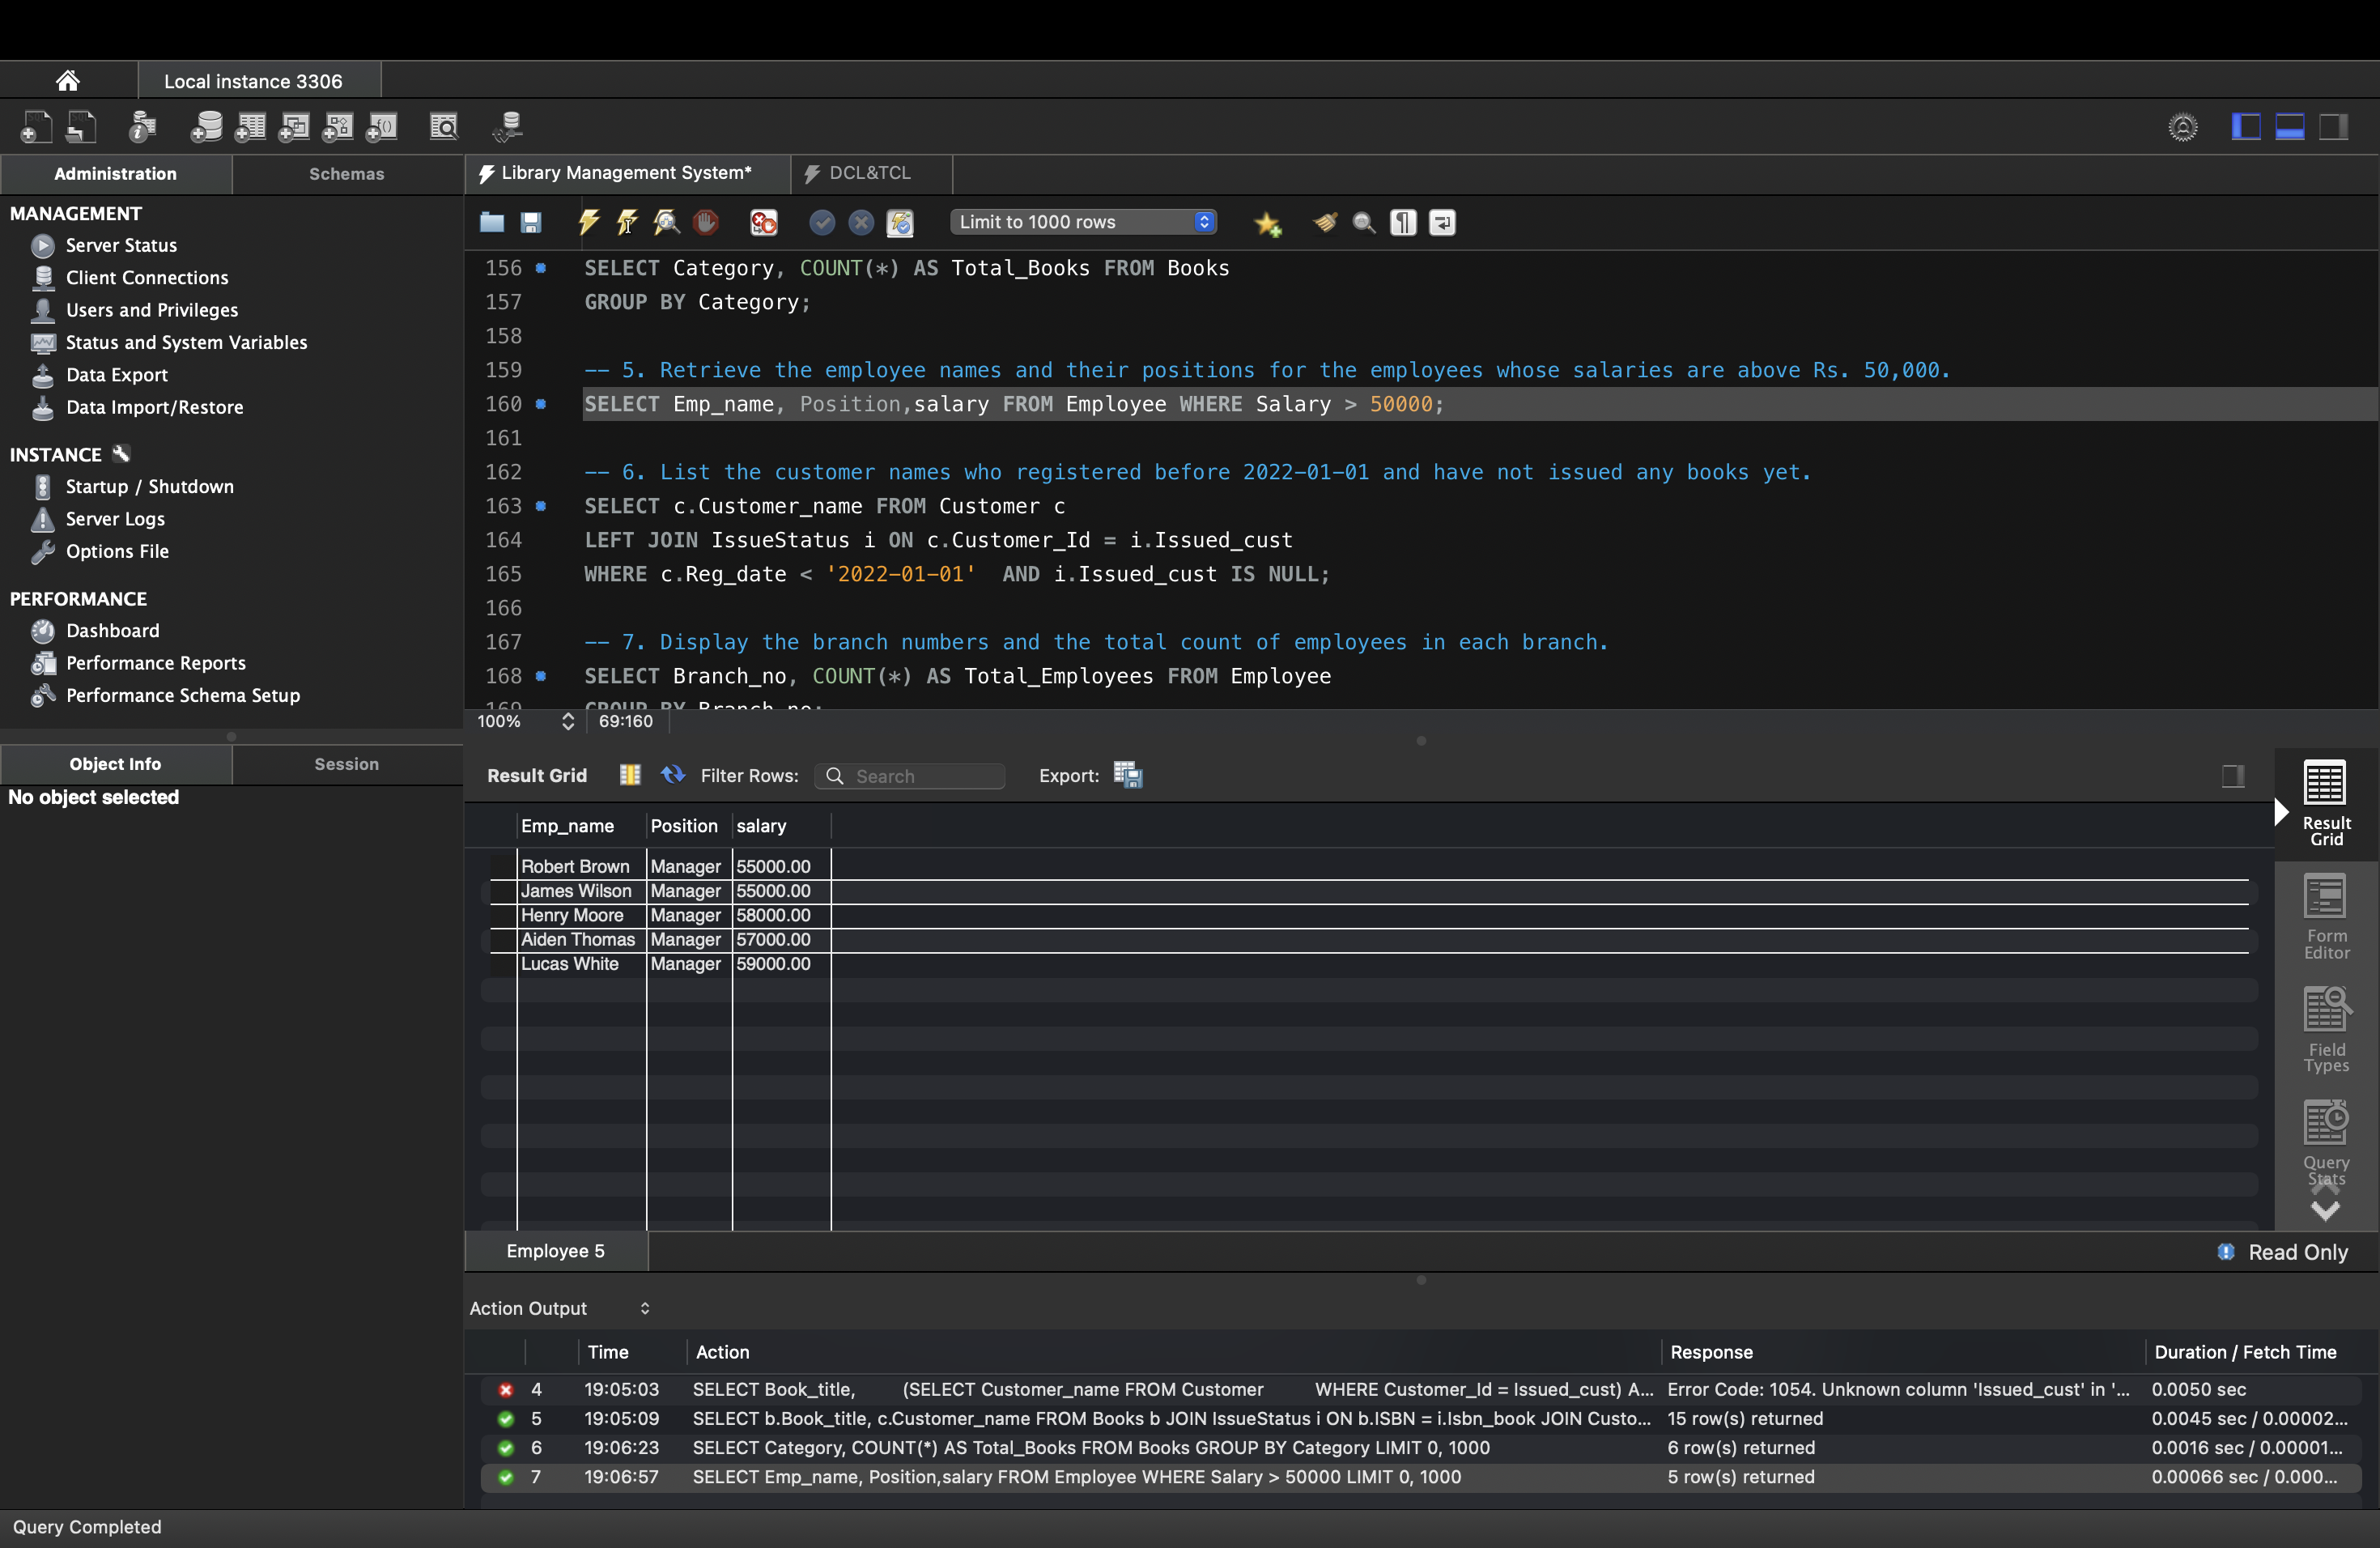 Local instance 3306
Administration
Schemas
Library Management System*
DCL&TCL
MANAGEMENT
Server Status
Client Connections
Users and Privileges
Status and System Variables
Data Export
Data Import/Restore
INSTANCE
Startup / Shutdown
Server Logs
Options File
PERFORMANCE
Dashboard
Performance Reports
Performance Schema Setup
Object Info
Session
No object selected
Limit to 1000 rows
156 SELECT Category, COUNT(*) AS Total_Books FROM Books
157 GROUP BY Category;
158
159 -- 5. Retrieve the employee names and their positions for the employees whose salaries are above Rs. 50,000.
160 SELECT Emp_name, Position,salary FROM Employee WHERE Salary > 50000;
161
162 -- 6. List the customer names who registered before 2022-01-01 and have not issued any books yet.
163 SELECT c.Customer_name FROM Customer c
164 LEFT JOIN IssueStatus i ON c.Customer_Id = i.Issued_cust
165 WHERE c.Reg_date < '2022-01-01'  AND i.Issued_cust IS NULL;
166
167 -- 7. Display the branch numbers and the total count of employees in each branch.
168 SELECT Branch_no, COUNT(*) AS Total_Employees FROM Employee
169 GROUP BY Branch_no;
100% 69:160
Result Grid Filter Rows: Search Export:
Emp_name Position salary
Robert Brown Manager 55000.00
James Wilson Manager 55000.00
Henry Moore Manager 58000.00
Aiden Thomas Manager 57000.00
Lucas White Manager 59000.00
Result
Grid
Form
Editor
Field
Types
Query
Stats
Employee 5
Read Only
Action Output
Time Action Response Duration / Fetch Time
4 19:05:03 SELECT Book_title, (SELECT Customer_name FROM Customer WHERE Customer_Id = Issued_cust) A... Error Code: 1054. Unknown column 'Issued_cust' in '... 0.0050 sec
5 19:05:09 SELECT b.Book_title, c.Customer_name FROM Books b JOIN IssueStatus i ON b.ISBN = i.Isbn_book JOIN Custo... 15 row(s) returned 0.0045 sec / 0.00002...
6 19:06:23 SELECT Category, COUNT(*) AS Total_Books FROM Books GROUP BY Category LIMIT 0, 1000 6 row(s) returned 0.0016 sec / 0.00001...
7 19:06:57 SELECT Emp_name, Position,salary FROM Employee WHERE Salary > 50000 LIMIT 0, 1000 5 row(s) returned 0.00066 sec / 0.000...
Query Completed